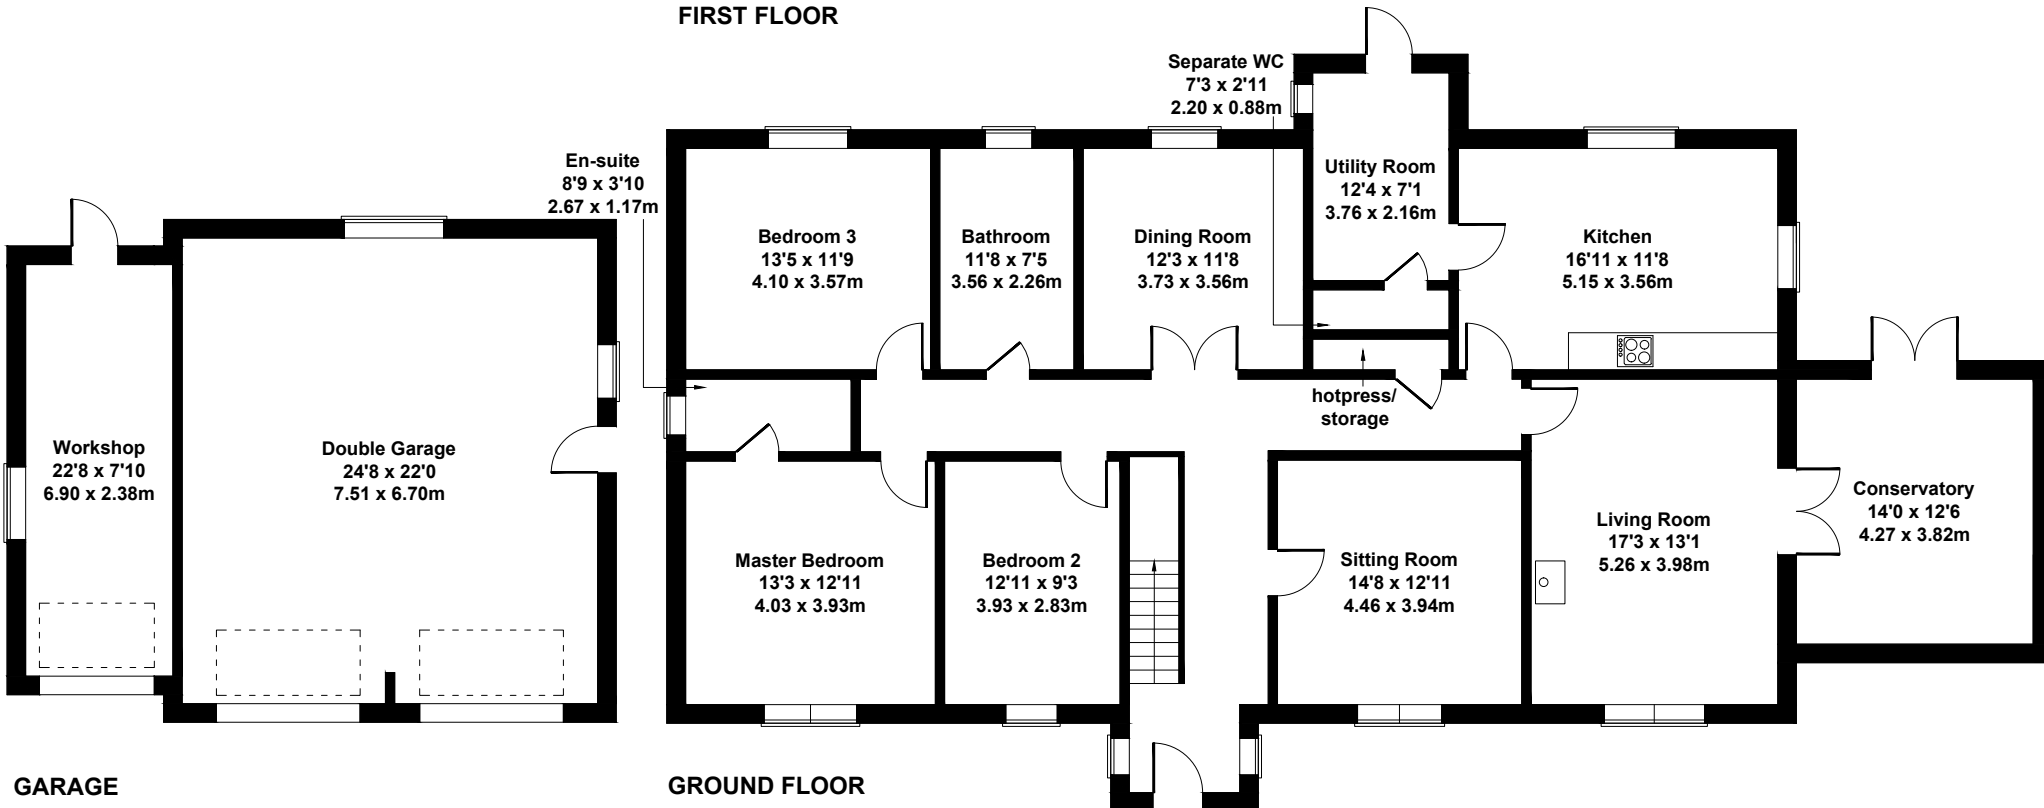 FIRST FLOOR
Separate WC
7'3 x 2'11
2.20 x 0.88m
En-suite
8'9 x 3'10
2.67 x 1.17m
Utility Room
12'4 x 7'1
3.76 x 2.16m
Bedroom 3
13'5 x 11'9
4.10 x 3.57m
Bathroom
11'8 x 7'5
3.56 x 2.26m
Dining Room
12'3 x 11'8
3.73 x 3.56m
Kitchen
16'11 x 11'8
5.15 x 3.56m
hotpress/
storage
Workshop
22'8 x 7'10
6.90 x 2.38m
Double Garage
24'8 x 22'0
7.51 x 6.70m
Master Bedroom
13'3 x 12'11
4.03 x 3.93m
Bedroom 2
12'11 x 9'3
3.93 x 2.83m
Sitting Room
14'8 x 12'11
4.46 x 3.94m
Living Room
17'3 x 13'1
5.26 x 3.98m
Conservatory
14'0 x 12'6
4.27 x 3.82m
GARAGE
GROUND FLOOR